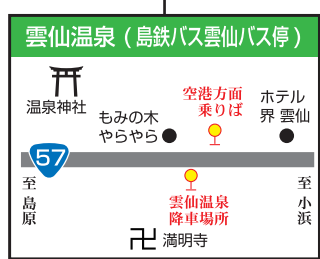 雲仙温泉（島鉄バス雲仙バス停）
温泉神社
もみの木
やらやら
空港方面
乗りば
ホテル
界 雲仙
57
至島原
雲仙温泉
降車場所
至小浜
卍 満明寺